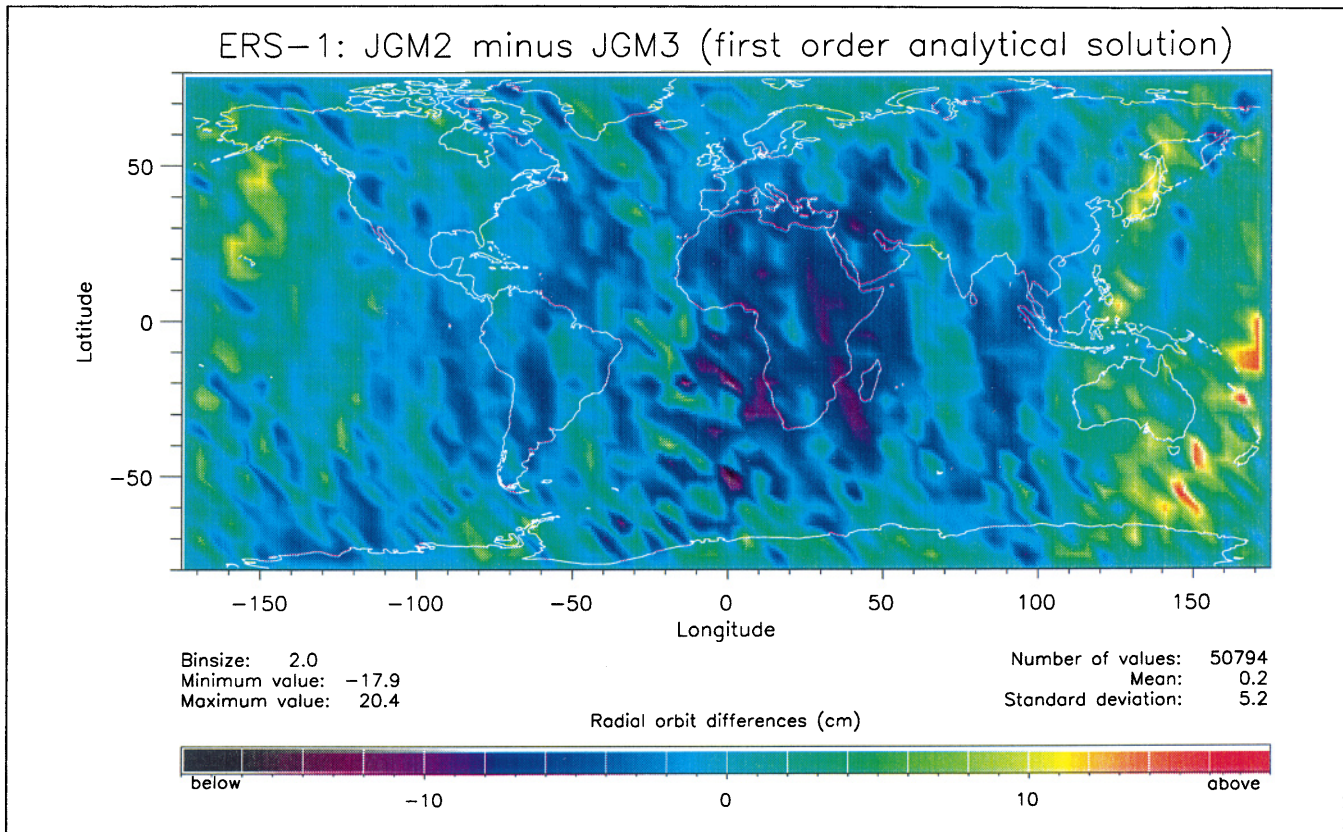 ERS−1: JGM2 minus JGM3 (first order analytical solution)
50
0
−50
Latitude
−150
−100
−50
0
50
100
150
Longitude
Binsize: 2.0
Minimum value: −17.9
Maximum value: 20.4
Number of values: 50794
Mean: 0.2
Standard deviation: 5.2
Radial orbit differences (cm)
below
above
−10
0
10